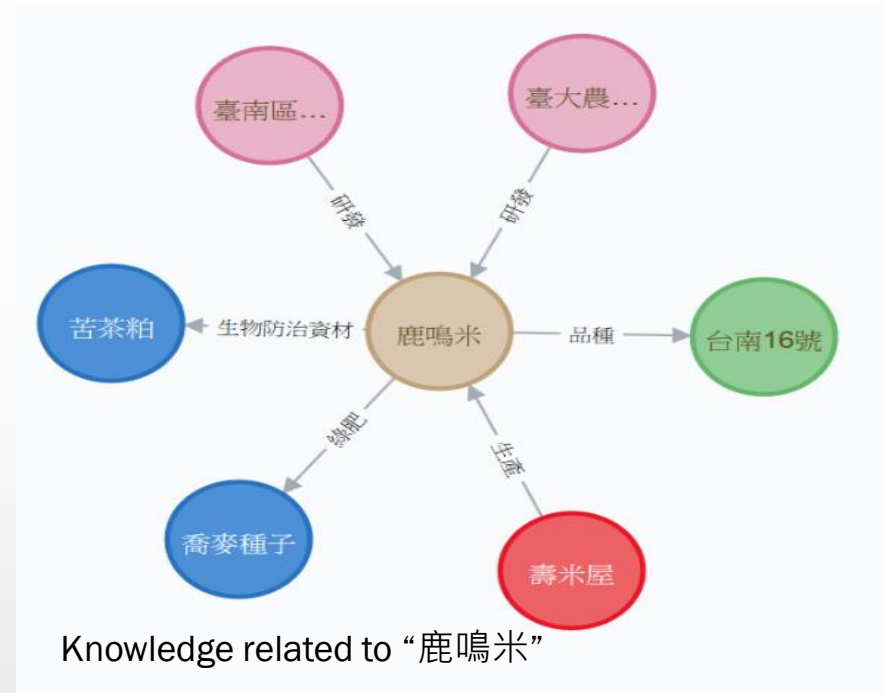 臺南區...
臺大農...
研發
研發
苦茶粕
生物防治資材
鹿鳴米
品種
台南16號
綠肥
生產
喬麥種子
壽米屋
Knowledge related to “鹿鳴米”